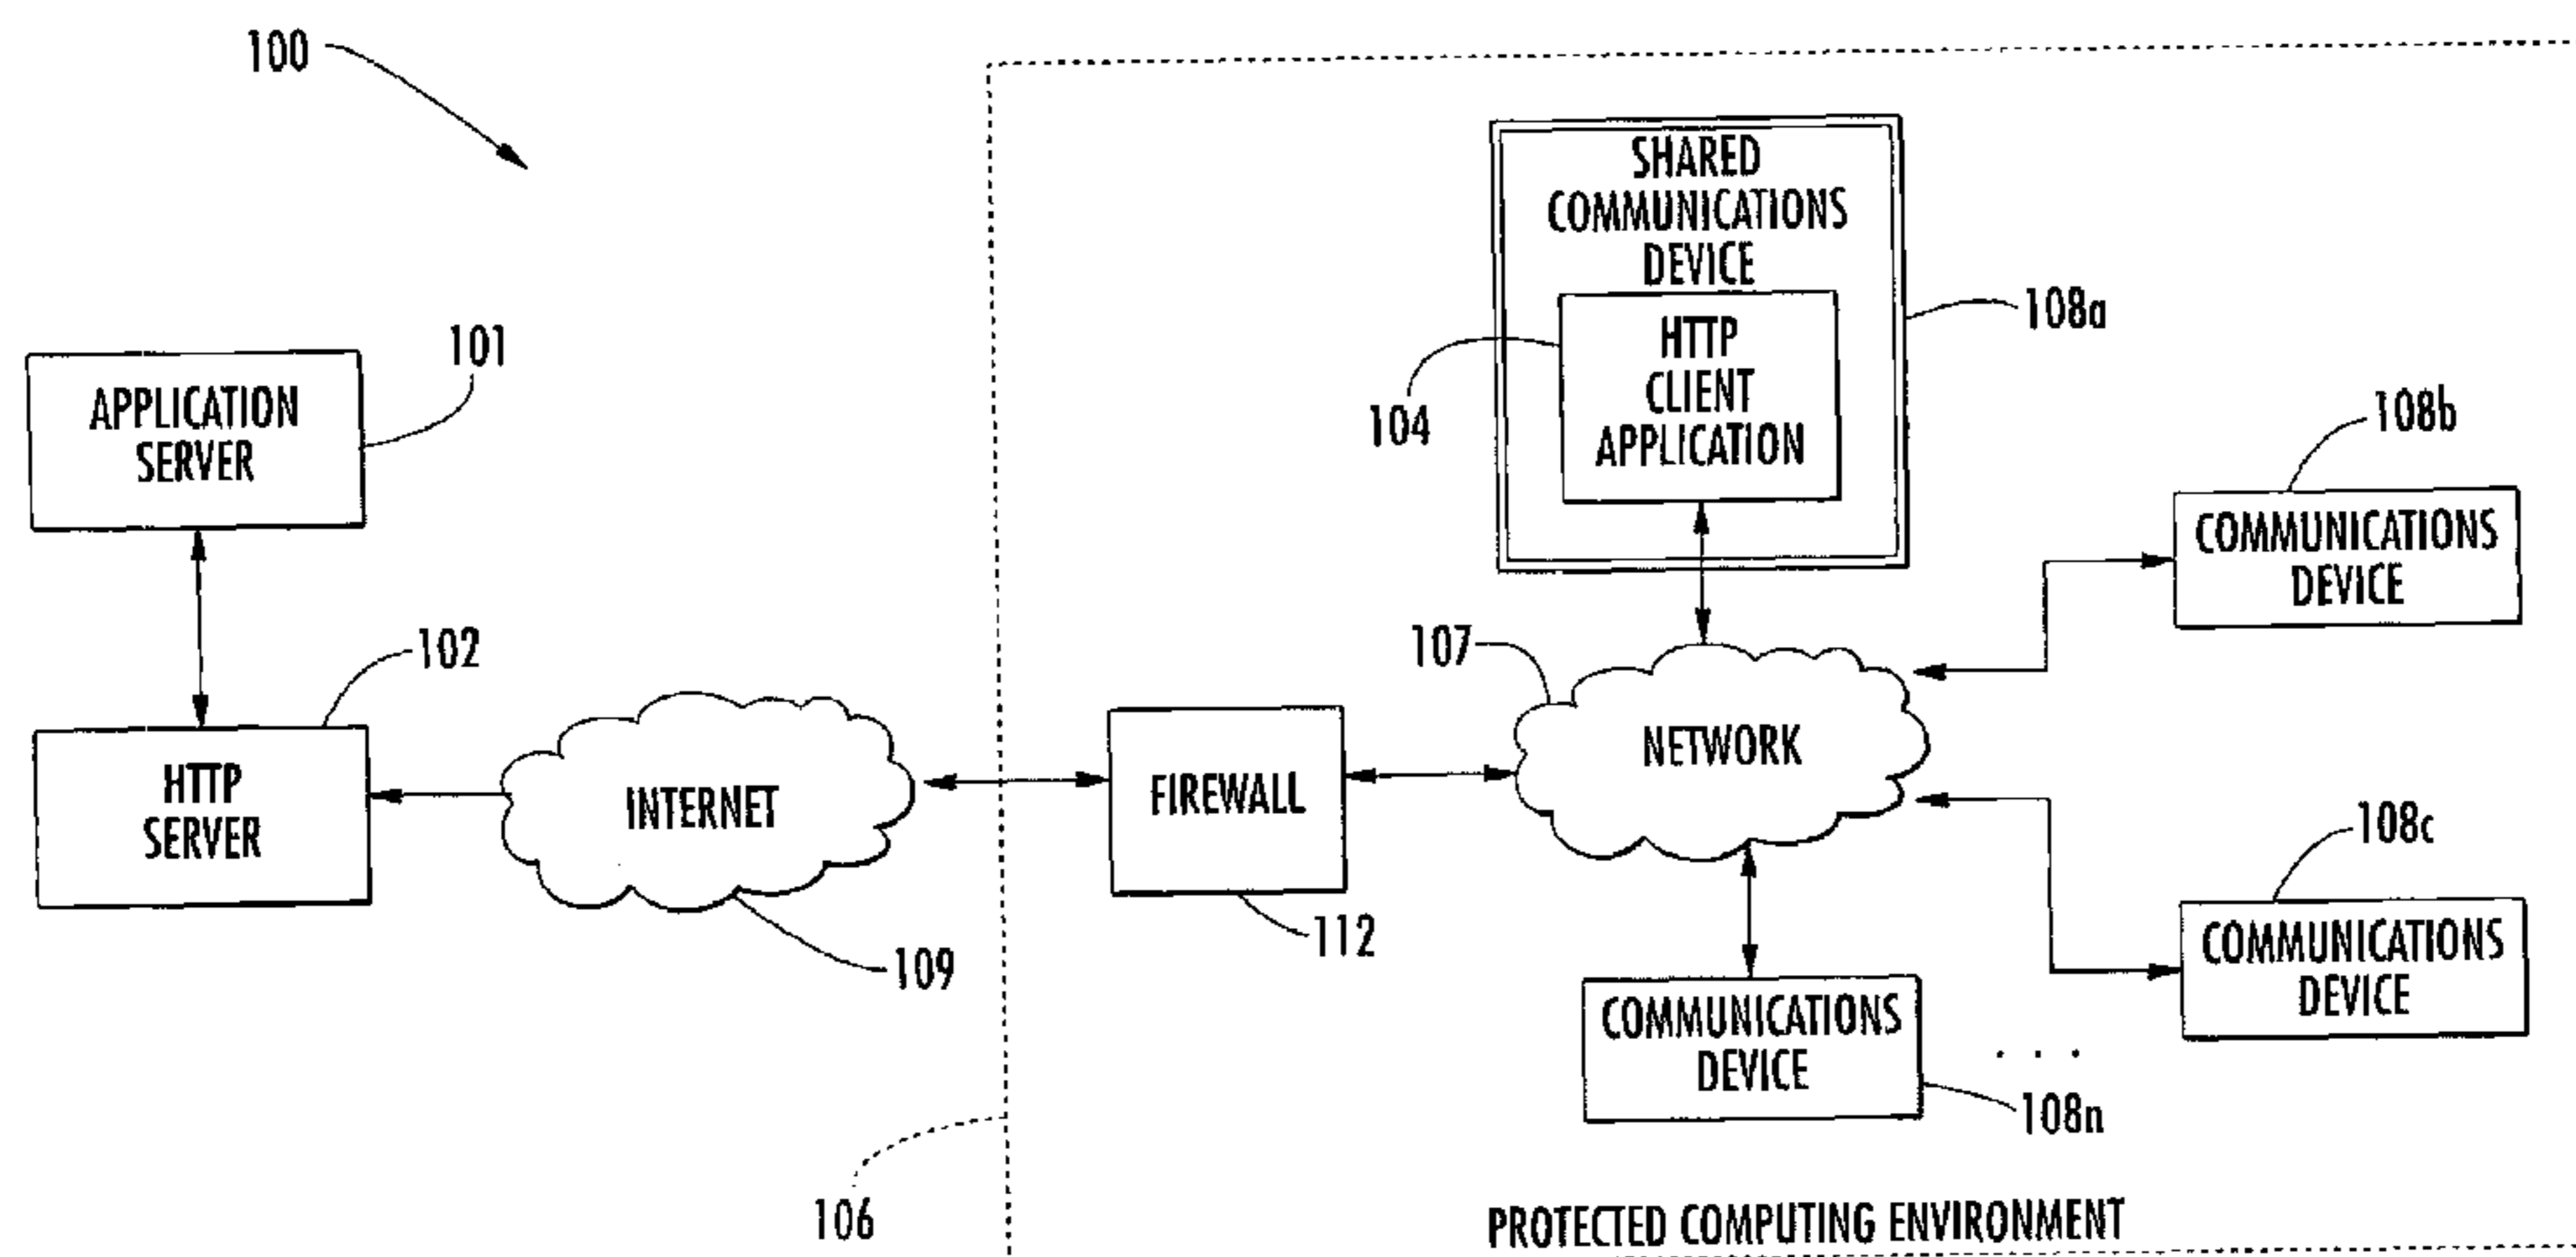 100
SHARED
COMMUNICATIONS
DEVICE
108a
HTTP
CLIENT
APPLICATION
104
101
APPLICATION
SERVER
108b
COMMUNICATIONS
DEVICE
102
107
HTTP
SERVER
INTERNET
FIREWALL
NETWORK
108c
109
112
COMMUNICATIONS
DEVICE
COMMUNICATIONS
DEVICE
. . .
108n
106
PROTECTED COMPUTING ENVIRONMENT